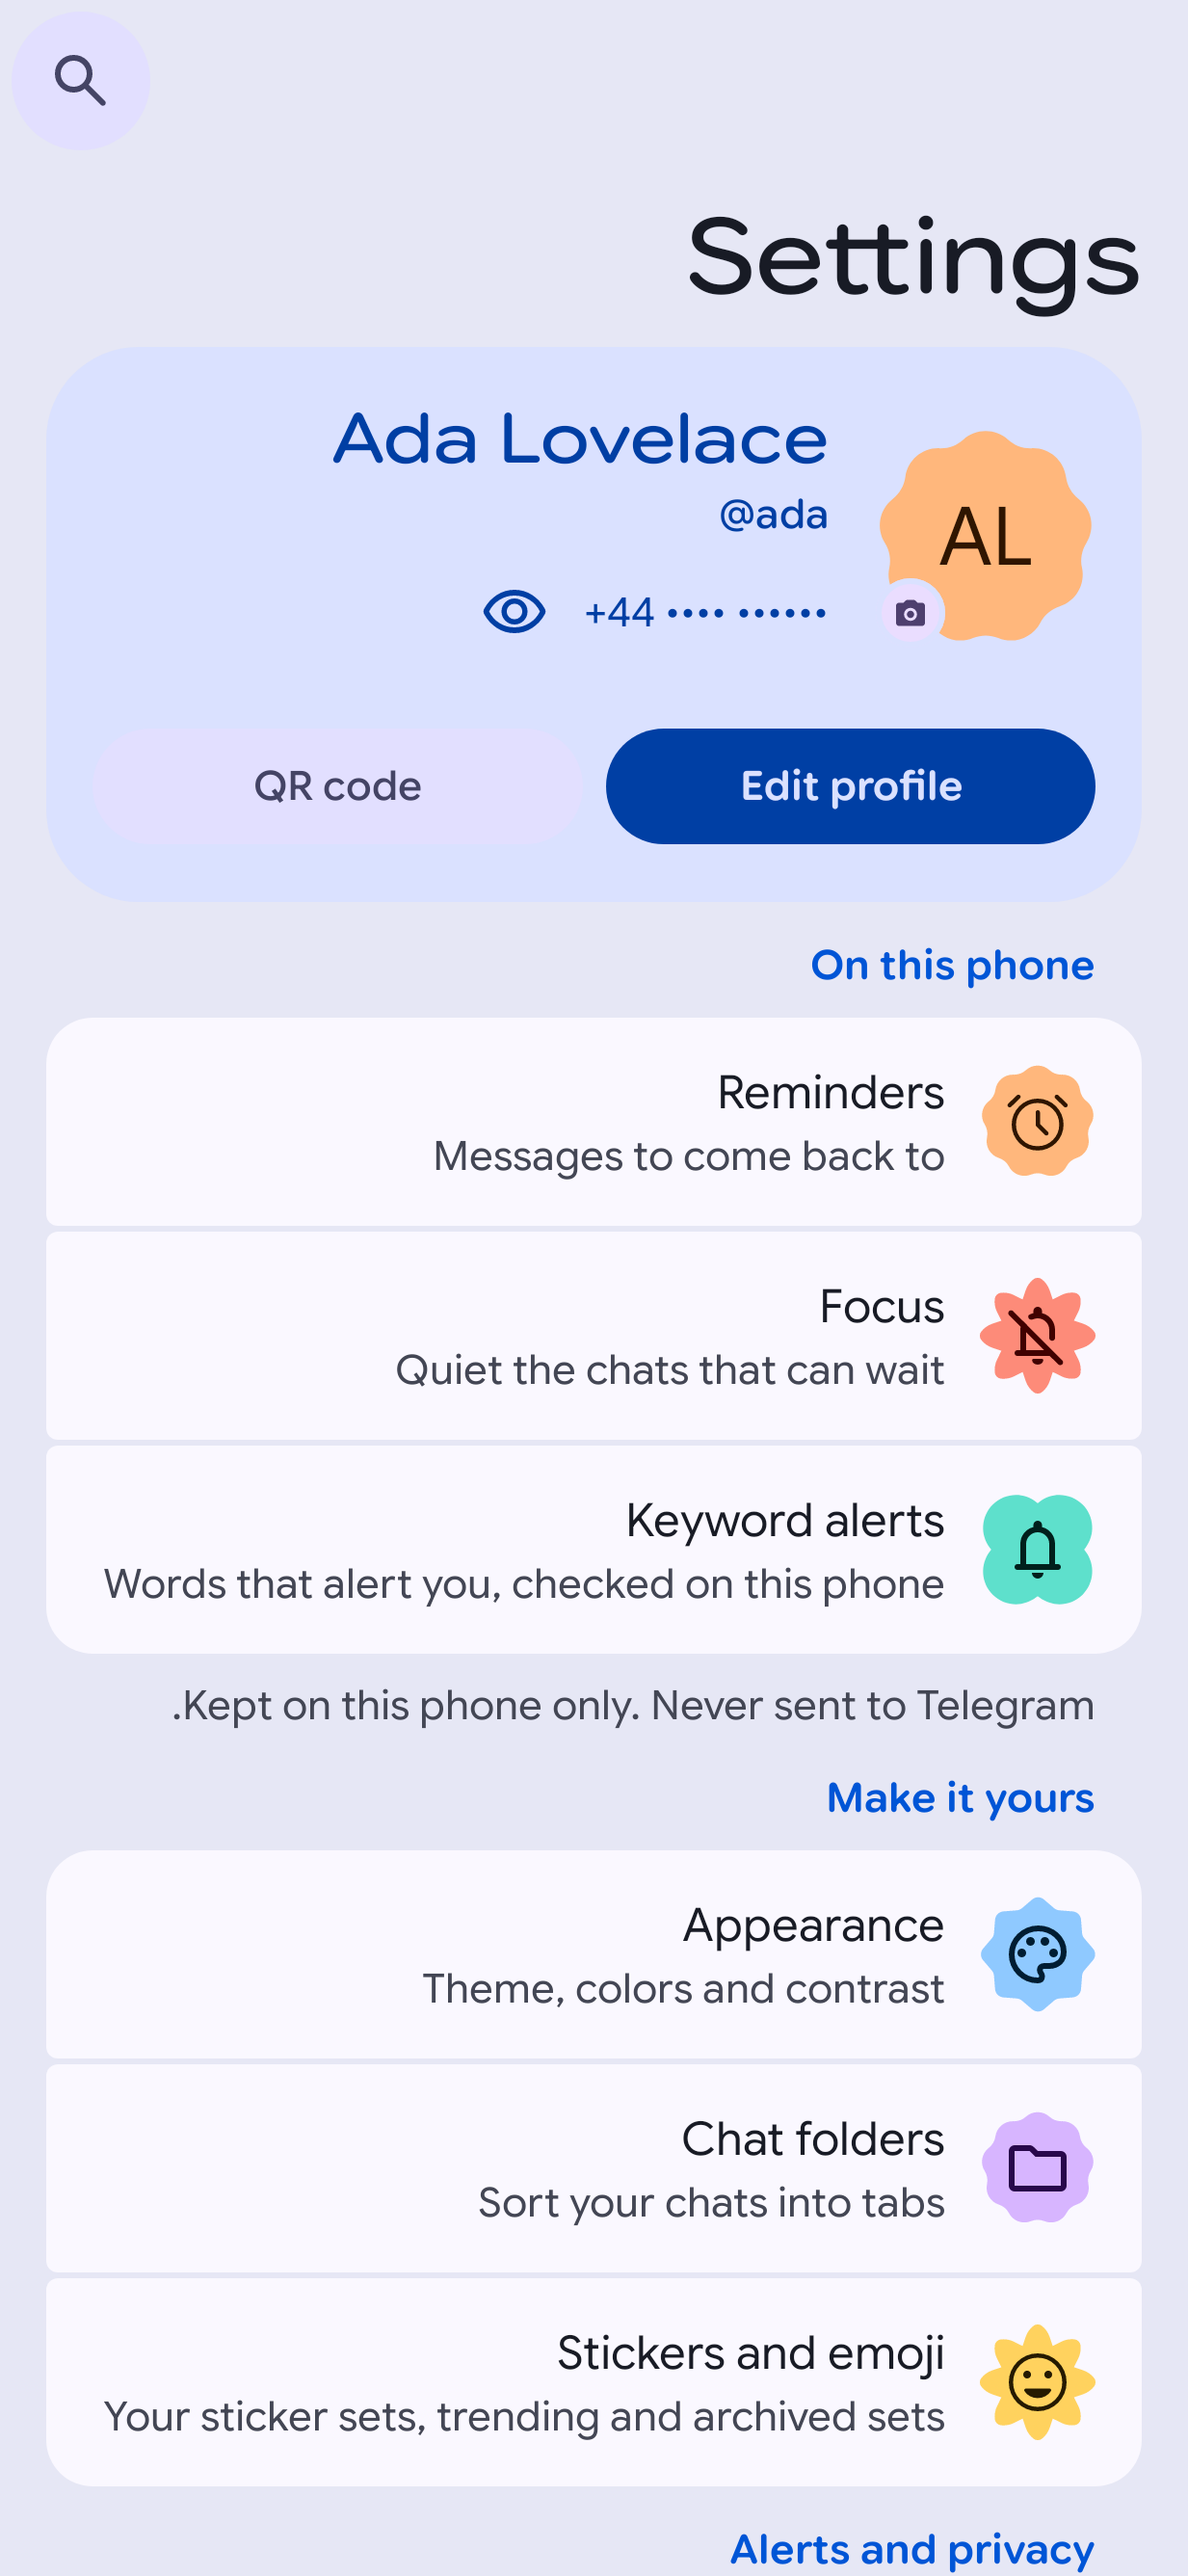 Settings
Ada Lovelace
@ada
+44 •••• ••••••
AL
Edit profile
QR code
On this phone
Reminders
Messages to come back to
Focus
Quiet the chats that can wait
Keyword alerts
Words that alert you, checked on this phone
.Kept on this phone only. Never sent to Telegram
Make it yours
Appearance
Theme, colors and contrast
Chat folders
Sort your chats into tabs
Stickers and emoji
Your sticker sets, trending and archived sets
Alerts and privacy